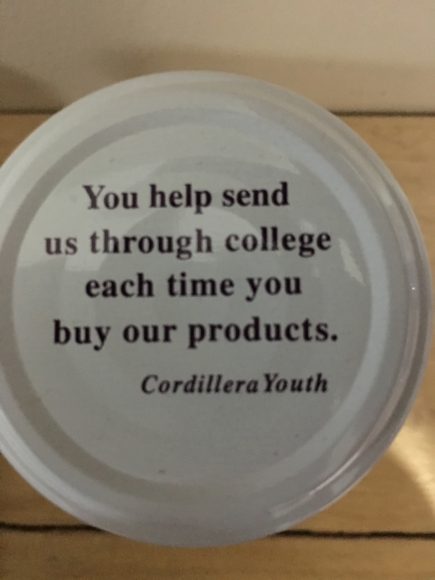 You help send
us through college
each time you
buy our products.
Cordillera Youth